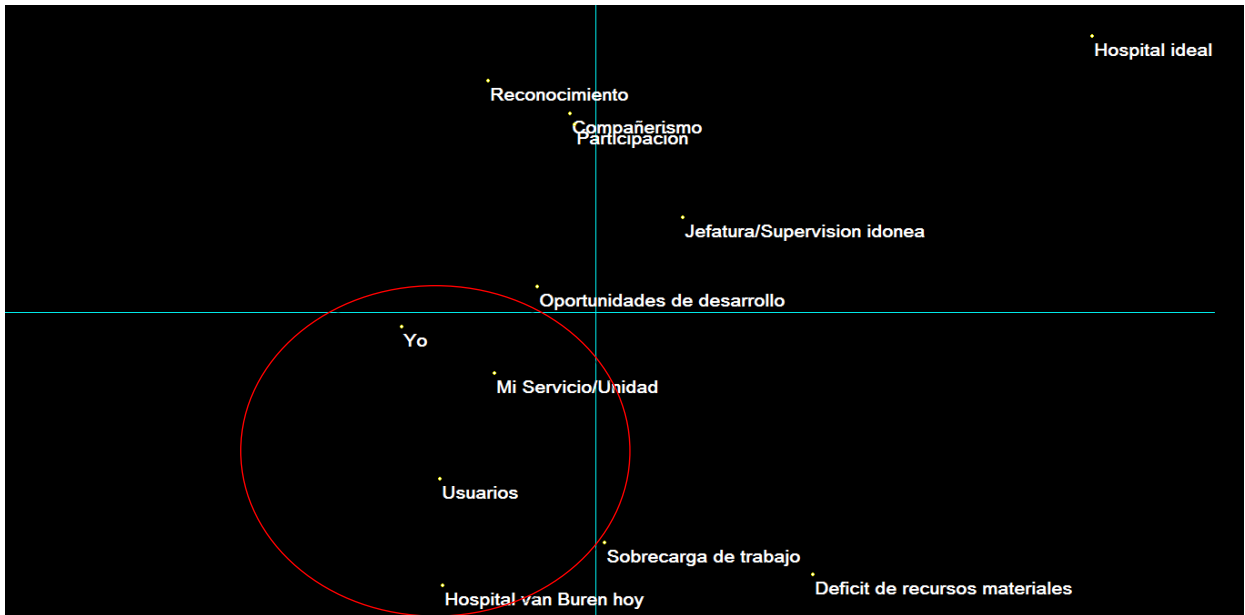 Hospital ideal
Reconocimiento
Compañerismo
Participacion
Jefatura/Supervision idonea
Oportunidades de desarrollo
Yo
Mi Servicio/Unidad
Usuarios
Sobrecarga de trabajo
Deficit de recursos materiales
Hospital van Buren hoy